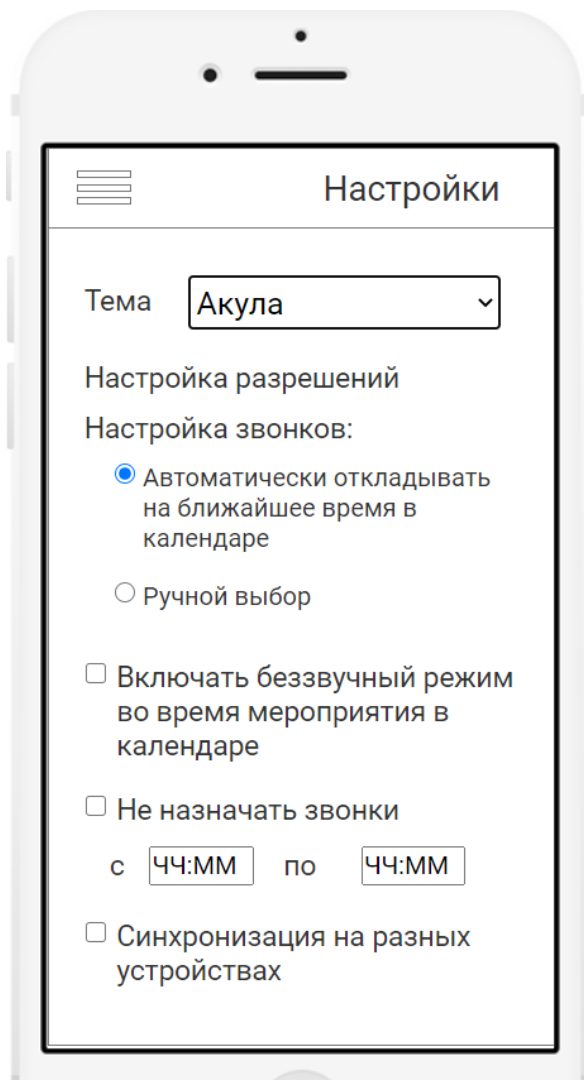 Настройки
Тема
Акула
Настройка разрешений
Настройка звонков:
Автоматически откладывать
на ближайшее время в
календаре
Ручной выбор
Включать беззвучный режим
во время мероприятия в
календаре
Не назначать звонки
с ЧЧ:ММ по ЧЧ:ММ
Синхронизация на разных
устройствах